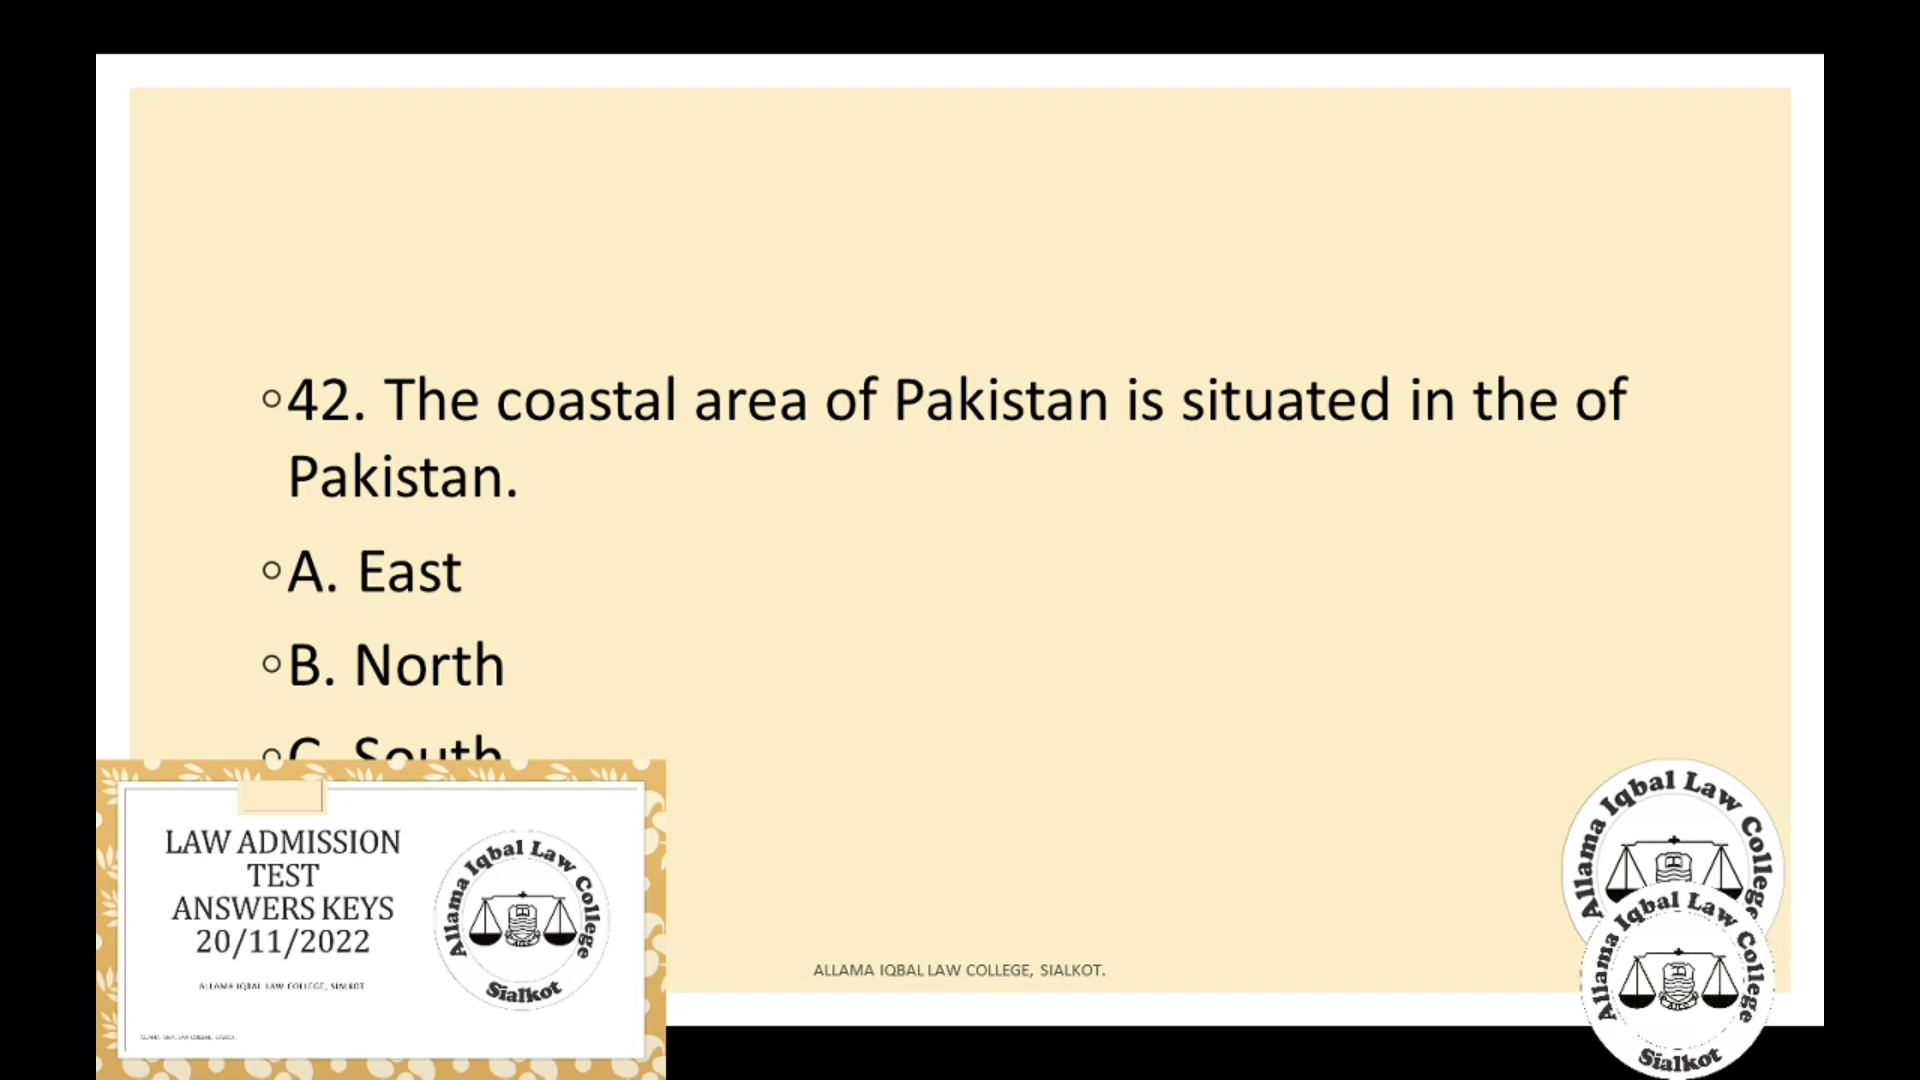 ◦42. The coastal area of Pakistan is situated in the of
Pakistan.
◦A. East
◦B. North
◦C. South
LAW ADMISSION
TEST
ANSWERS KEYS
20/11/2022
ALLAMA IQBAL LAW COLLEGE, SIALKOT
Allama Iqbal Law College
Sialkot
ALLAMA IQBAL LAW COLLEGE, SIALKOT.
Allama Iqbal Law College
Allama Iqbal Law College
Sialkot